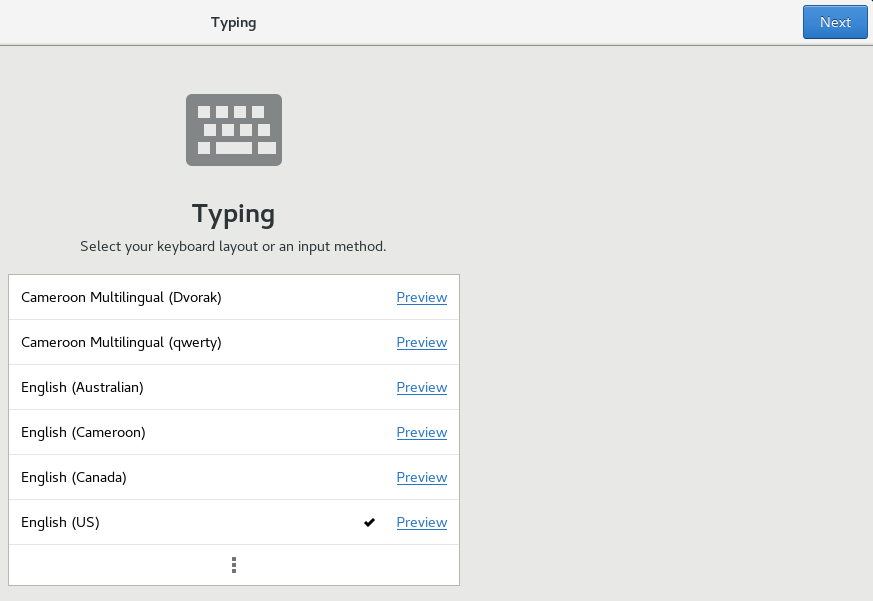 Typing
Next
Typing
Select your keyboard layout or an input method.
Cameroon Multilingual (Dvorak) Preview
Cameroon Multilingual (qwerty) Preview
English (Australian) Preview
English (Cameroon) Preview
English (Canada) Preview
English (US) Preview